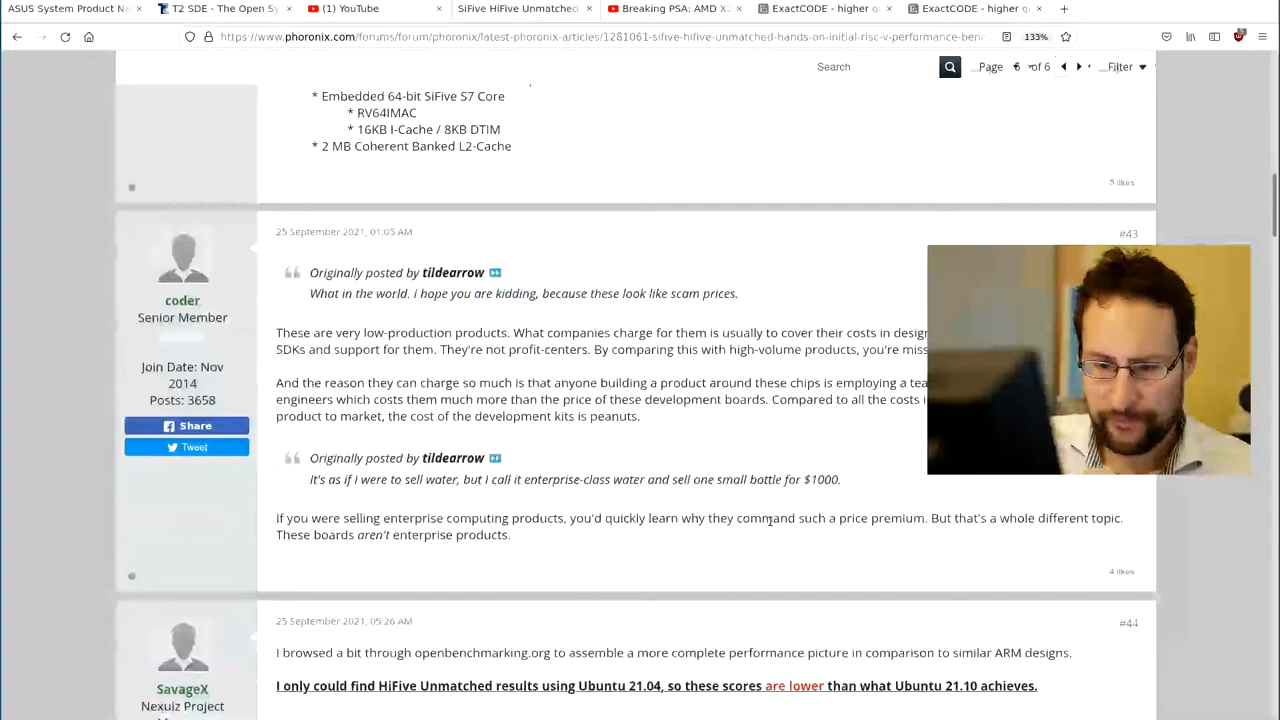 ASUS System Product Na
T2 SDE - The Open Sy
(1) YouTube
SiFive HiFive Unmatched
Breaking PSA: AMD X
ExactCODE - higher q
ExactCODE - higher q
https://www.phoronix.com/forums/forum/phoronix/latest-phoronix-articles/1281061-sifive-hifive-unmatched-hands-on-initial-risc-v-performance-benc
133%
Search
Page 6 of 6
Filter
* Embedded 64-bit SiFive S7 Core
* RV64IMAC
* 16KB I-Cache / 8KB DTIM
* 2 MB Coherent Banked L2-Cache
5 likes
25 September 2021, 01:05 AM
#43
coder
Senior Member
Join Date: Nov
2014
Posts: 3658
Share
Tweet
Originally posted by tildearrow
What in the world. I hope you are kidding, because these look like scam prices.
These are very low-production products. What companies charge for them is usually to cover their costs in desig
SDKs and support for them. They're not profit-centers. By comparing this with high-volume products, you're miss
And the reason they can charge so much is that anyone building a product around these chips is employing a tea
engineers which costs them much more than the price of these development boards. Compared to all the costs i
product to market, the cost of the development kits is peanuts.
Originally posted by tildearrow
It's as if I were to sell water, but I call it enterprise-class water and sell one small bottle for $1000.
If you were selling enterprise computing products, you'd quickly learn why they command such a price premium. But that's a whole different topic.
These boards aren't enterprise products.
4 likes
25 September 2021, 05:26 AM
#44
SavageX
Nexuiz Project
I browsed a bit through openbenchmarking.org to assemble a more complete performance picture in comparison to similar ARM designs.
I only could find HiFive Unmatched results using Ubuntu 21.04, so these scores are lower than what Ubuntu 21.10 achieves.